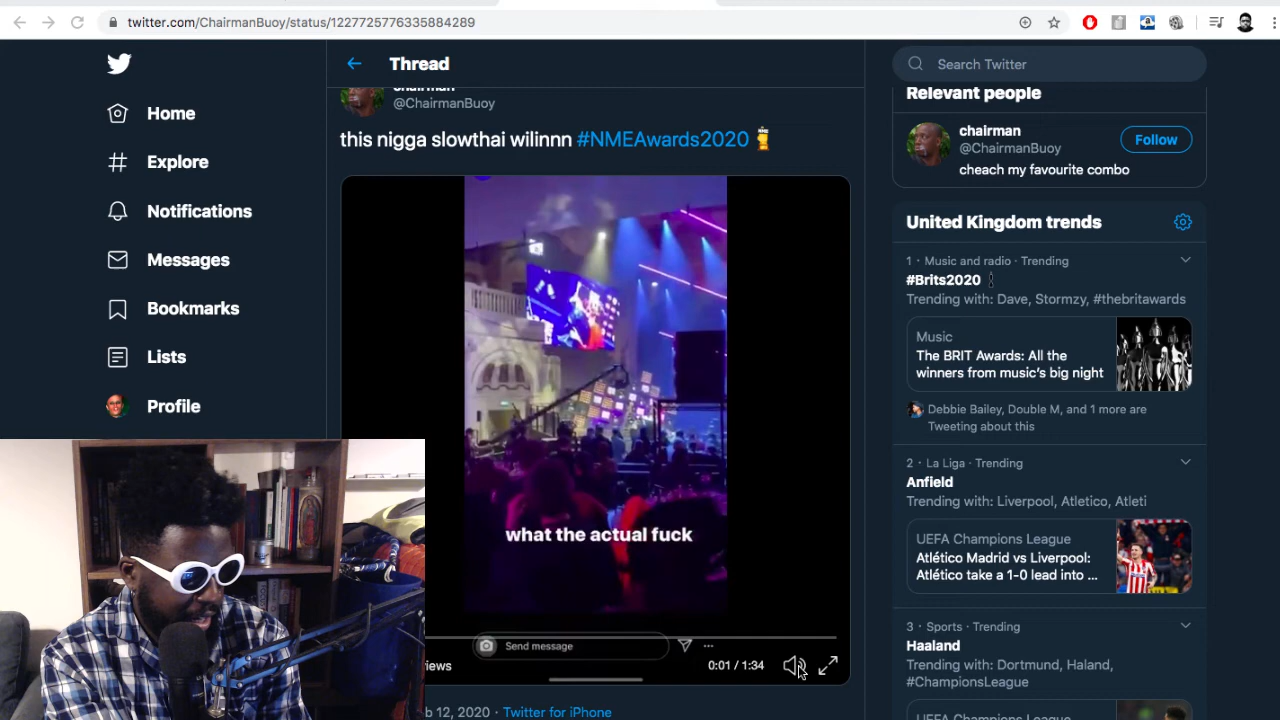 twitter.com/ChairmanBuoy/status/1227725776335884289
Home
Explore
Notifications
Messages
Bookmarks
Lists
Profile
Thread
chairman
@ChairmanBuoy
this nigga slowthai wilinnn #NMEAwards2020
what the actual fuck
Send message
iews
0:01 / 1:34
b 12, 2020 · Twitter for iPhone
Search Twitter
Relevant people
chairman
@ChairmanBuoy
Follow
cheach my favourite combo
United Kingdom trends
1 · Music and radio · Trending
#Brits2020
Trending with: Dave, Stormzy, #thebritawards
Music
The BRIT Awards: All the
winners from music’s big night
Debbie Bailey, Double M, and 1 more are
Tweeting about this
2 · La Liga · Trending
Anfield
Trending with: Liverpool, Atletico, Atleti
UEFA Champions League
Atlético Madrid vs Liverpool:
Atlético take a 1-0 lead into ...
3 · Sports · Trending
Haaland
Trending with: Dortmund, Haland,
#ChampionsLeague
UEFA Champions League